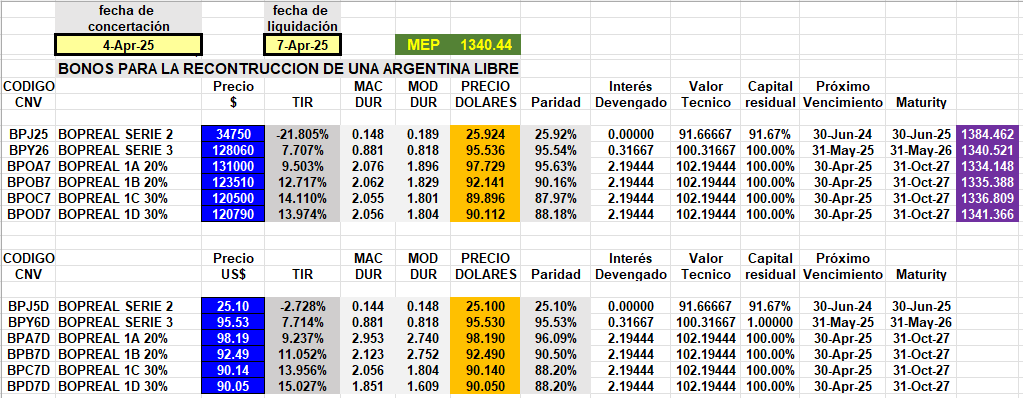 fecha de fecha de
concertación liquidación
4-Apr-25 7-Apr-25 MEP 1340.44
BONOS PARA LA RECONTRUCCION DE UNA ARGENTINA LIBRE
CODIGO Precio MAC MOD PRECIO Interés Valor Capital Próximo
CNV $ TIR DUR DUR DOLARES Paridad Devengado Tecnico residual Vencimiento Maturity
BPJ25 BOPREAL SERIE 2 34750 -21.805% 0.148 0.189 25.924 25.92% 0.00000 91.66667 91.67% 30-Jun-24 30-Jun-25 1384.462
BPY26 BOPREAL SERIE 3 128060 7.707% 0.881 0.818 95.536 95.54% 0.31667 100.31667 100.00% 31-May-25 31-May-26 1340.521
BPOA7 BOPREAL 1A 20% 131000 9.503% 2.076 1.896 97.729 95.63% 2.19444 102.19444 100.00% 30-Apr-25 31-Oct-27 1334.148
BPOB7 BOPREAL 1B 20% 123510 12.717% 2.062 1.829 92.141 90.16% 2.19444 102.19444 100.00% 30-Apr-25 31-Oct-27 1335.388
BPOC7 BOPREAL 1C 30% 120500 14.110% 2.055 1.801 89.896 87.97% 2.19444 102.19444 100.00% 30-Apr-25 31-Oct-27 1336.809
BPOD7 BOPREAL 1D 30% 120790 13.974% 2.056 1.804 90.112 88.18% 2.19444 102.19444 100.00% 30-Apr-25 31-Oct-27 1341.366
CODIGO Precio MAC MOD PRECIO Interés Valor Capital Próximo
CNV US$ TIR DUR DUR DOLARES Paridad Devengado Tecnico residual Vencimiento Maturity
BPJ5D BOPREAL SERIE 2 25.10 -2.728% 0.144 0.148 25.100 25.10% 0.00000 91.66667 91.67% 30-Jun-24 30-Jun-25
BPY6D BOPREAL SERIE 3 95.53 7.714% 0.881 0.818 95.530 95.53% 0.31667 100.31667 1.00000 31-May-25 31-May-26
BPA7D BOPREAL 1A 20% 98.19 9.237% 2.953 2.740 98.190 96.09% 2.19444 102.19444 100.00% 30-Apr-25 31-Oct-27
BPB7D BOPREAL 1B 20% 92.49 11.052% 2.123 2.752 92.490 90.50% 2.19444 102.19444 100.00% 30-Apr-25 31-Oct-27
BPC7D BOPREAL 1C 30% 90.14 13.956% 2.056 1.804 90.140 88.20% 2.19444 102.19444 100.00% 30-Apr-25 31-Oct-27
BPD7D BOPREAL 1D 30% 90.05 15.027% 1.851 1.609 90.050 88.20% 2.19444 102.19444 100.00% 30-Apr-25 31-Oct-27